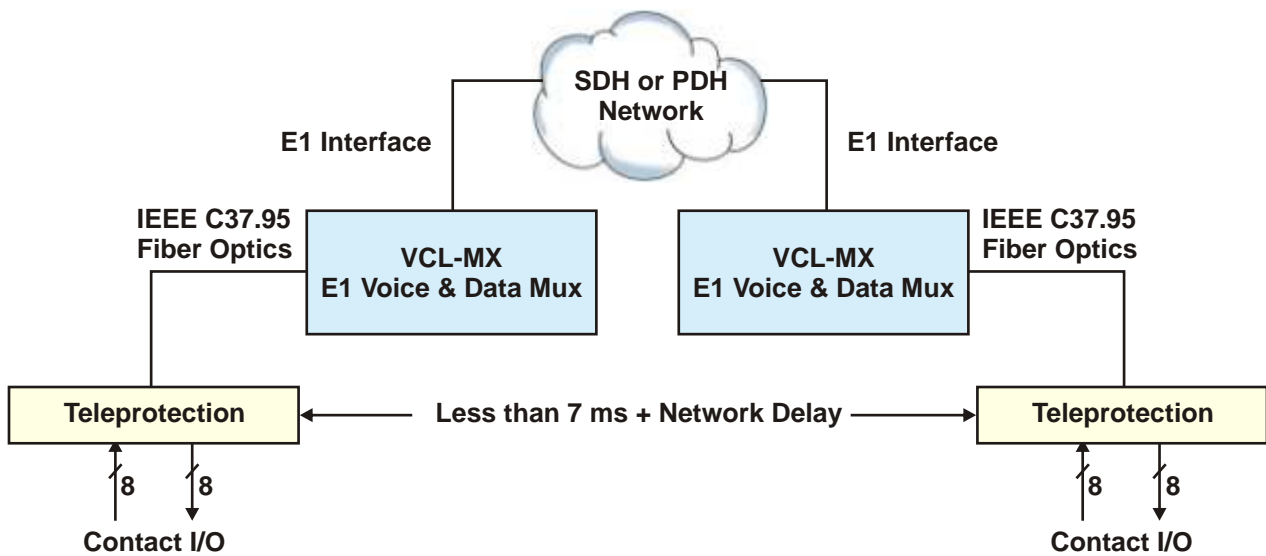 SDH or PDH
Network
E1 Interface
E1 Interface
IEEE C37.95
Fiber Optics
VCL-MX
E1 Voice & Data Mux
VCL-MX
E1 Voice & Data Mux
IEEE C37.95
Fiber Optics
Teleprotection
Less than 7 ms + Network Delay
Teleprotection
8
8
8
8
Contact I/O
Contact I/O